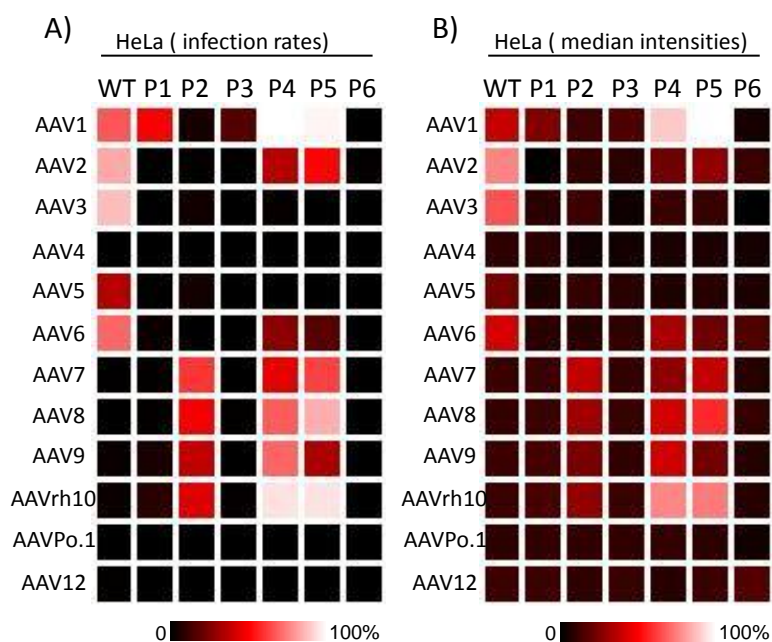 A)
HeLa ( infection rates)
WT P1 P2 P3 P4 P5 P6
AAV1
AAV2
AAV3
AAV4
AAV5
AAV6
AAV7
AAV8
AAV9
AAVrh10
AAVPo.1
AAV12
0 100%
B)
HeLa ( median intensities)
WT P1 P2 P3 P4 P5 P6
AAV1
AAV2
AAV3
AAV4
AAV5
AAV6
AAV7
AAV8
AAV9
AAVrh10
AAVPo.1
AAV12
0 100%